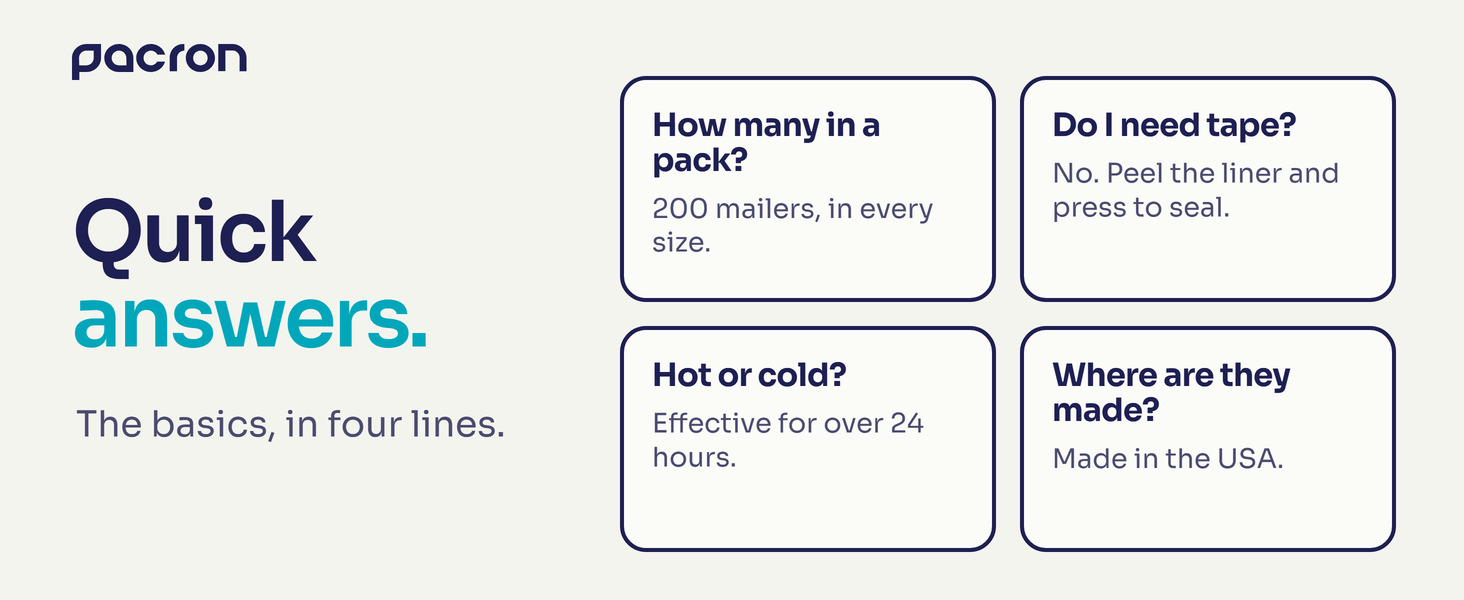 pacron
Quick
answers.
The basics, in four lines.
How many in a
pack?
200 mailers, in every
size.
Do I need tape?
No. Peel the liner and
press to seal.
Hot or cold?
Effective for over 24
hours.
Where are they
made?
Made in the USA.